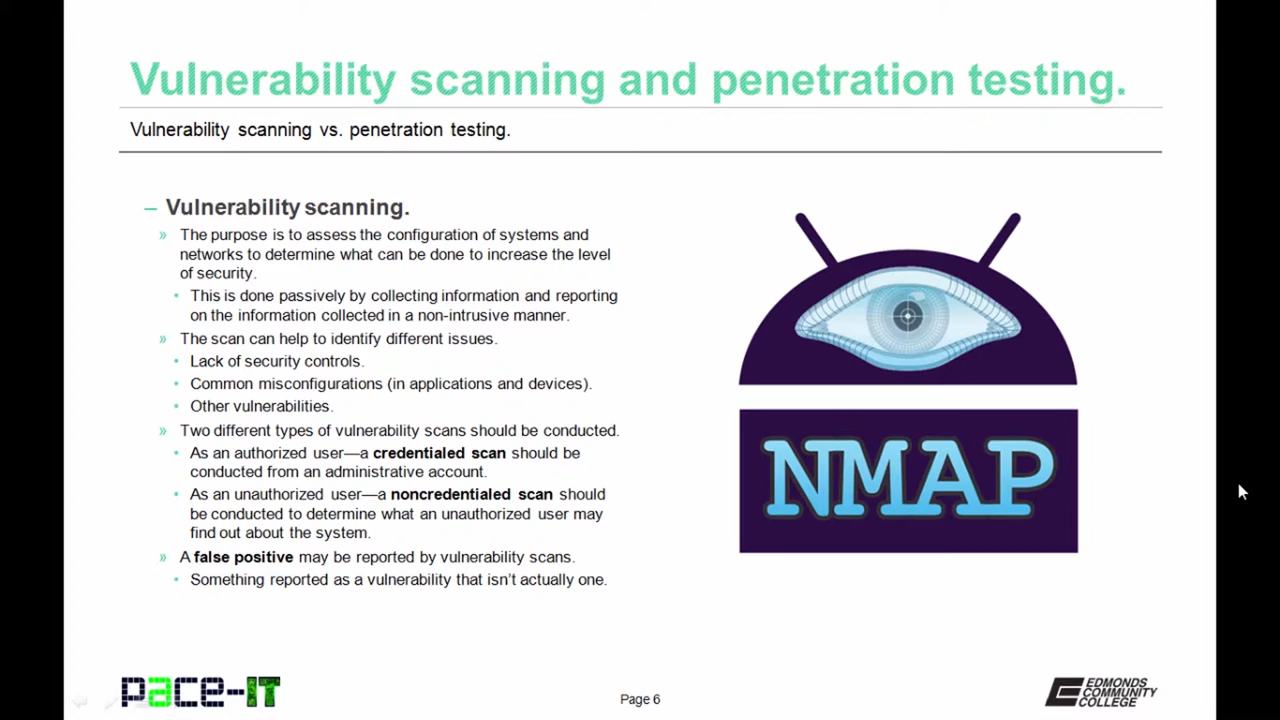 Vulnerability scanning and penetration testing.
Vulnerability scanning vs. penetration testing.
– Vulnerability scanning.
» The purpose is to assess the configuration of systems and
networks to determine what can be done to increase the level
of security.
• This is done passively by collecting information and reporting
on the information collected in a non-intrusive manner.
» The scan can help to identify different issues.
• Lack of security controls.
• Common misconfigurations (in applications and devices).
• Other vulnerabilities.
» Two different types of vulnerability scans should be conducted.
• As an authorized user—a credentialed scan should be
conducted from an administrative account.
• As an unauthorized user—a noncredentialed scan should
be conducted to determine what an unauthorized user may
find out about the system.
» A false positive may be reported by vulnerability scans.
• Something reported as a vulnerability that isn't actually one.
NMAP
pace-IT
Page 6
EDMONDS
COMMUNITY
COLLEGE